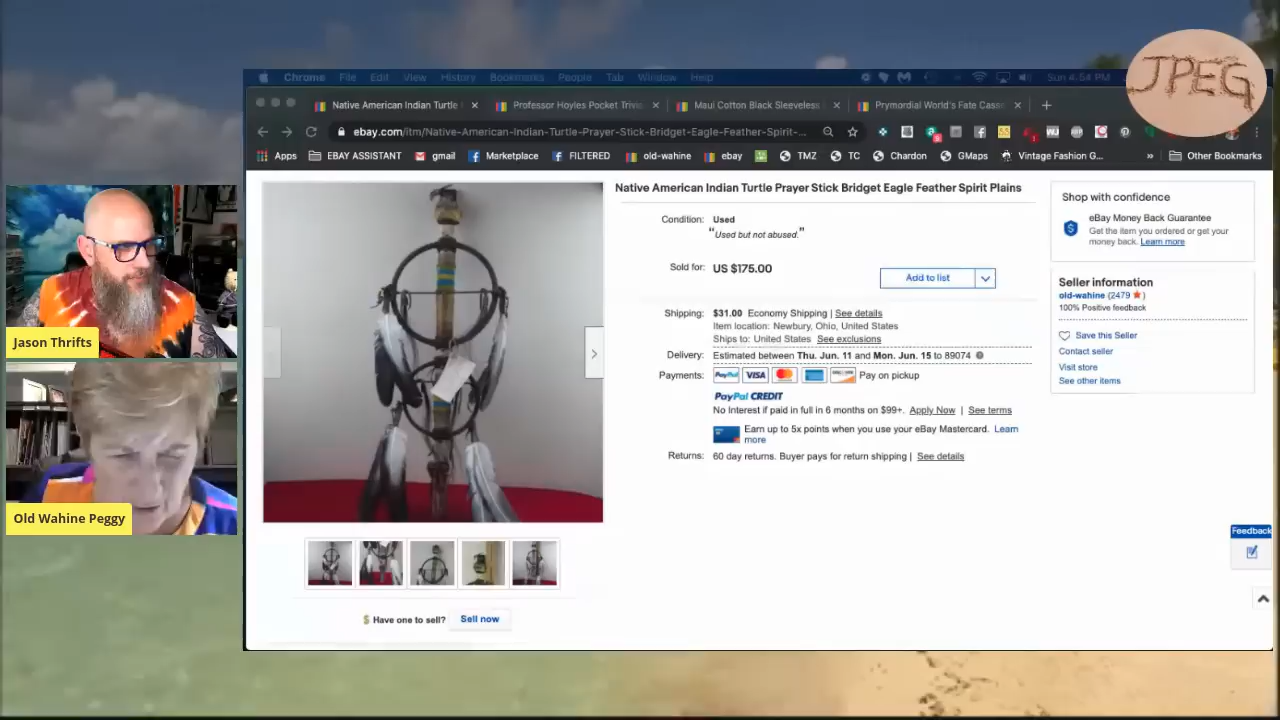 JPEG
Chrome File Edit View History Bookmarks People Tab Window Help
Sun 4:54 PM
Native American Indian Turtle
Professor Hoyles Pocket Trivia
Maui Cotton Black Sleeveless
Prymordial World's Fate Cass
ebay.com/itm/Native-American-Indian-Turtle-Prayer-Stick-Bridget-Eagle-Feather-Spirit-...
Apps EBAY ASSISTANT gmail Marketplace FILTERED old-wahine ebay TMZ TC Chardon GMaps Vintage Fashion G... » Other Bookmarks
Native American Indian Turtle Prayer Stick Bridget Eagle Feather Spirit Plains
Condition: Used
"Used but not abused."
Sold for: US $175.00
Add to list
Shipping: $31.00 Economy Shipping | See details
Item location: Newbury, Ohio, United States
Ships to: United States See exclusions
Delivery: Estimated between Thu. Jun. 11 and Mon. Jun. 15 to 89074
Payments: PayPal VISA Pay on pickup
PayPal CREDIT
No Interest if paid in full in 6 months on $99+. Apply Now | See terms
Earn up to 5x points when you use your eBay Mastercard. Learn
more
Returns: 60 day returns. Buyer pays for return shipping | See details
Shop with confidence
eBay Money Back Guarantee
Get the item you ordered or get your
money back. Learn more
Seller information
old-wahine (2479)
100% Positive feedback
Save this Seller
Contact seller
Visit store
See other items
Feedback
Have one to sell? Sell now
Jason Thrifts
Old Wahine Peggy